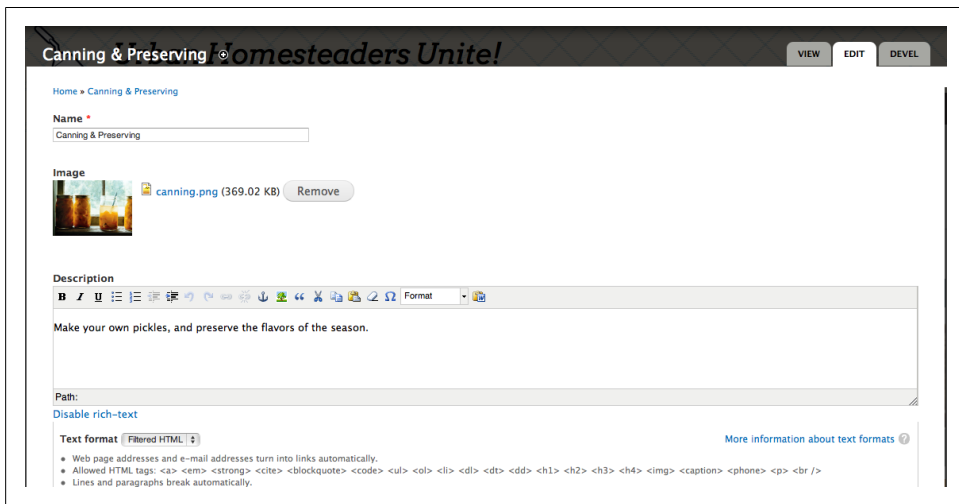 Urban Homesteaders Unite!
Canning & Preserving
VIEW EDIT DEVEL
Home » Canning & Preserving
Name *
Canning & Preserving
Image
canning.png (369.02 KB) Remove
Description
B I U Format
Make your own pickles, and preserve the flavors of the season.
Path:
Disable rich-text
Text format Filtered HTML More information about text formats ?
• Web page addresses and e-mail addresses turn into links automatically.
• Allowed HTML tags: <a> <em> <strong> <cite> <blockquote> <code> <ul> <ol> <li> <dl> <dt> <dd> <h1> <h2> <h3> <h4> <img> <caption> <phone> <p> <br />
• Lines and paragraphs break automatically.